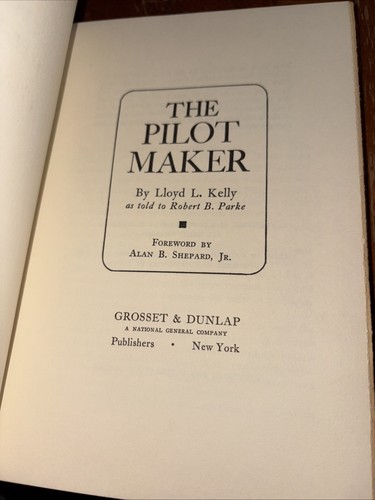 THE
PILOT
MAKER
By Lloyd L. Kelly
as told to Robert B. Parke
FOREWORD BY
ALAN B. SHEPARD, JR.
GROSSET & DUNLAP
A NATIONAL GENERAL COMPANY
Publishers • New York